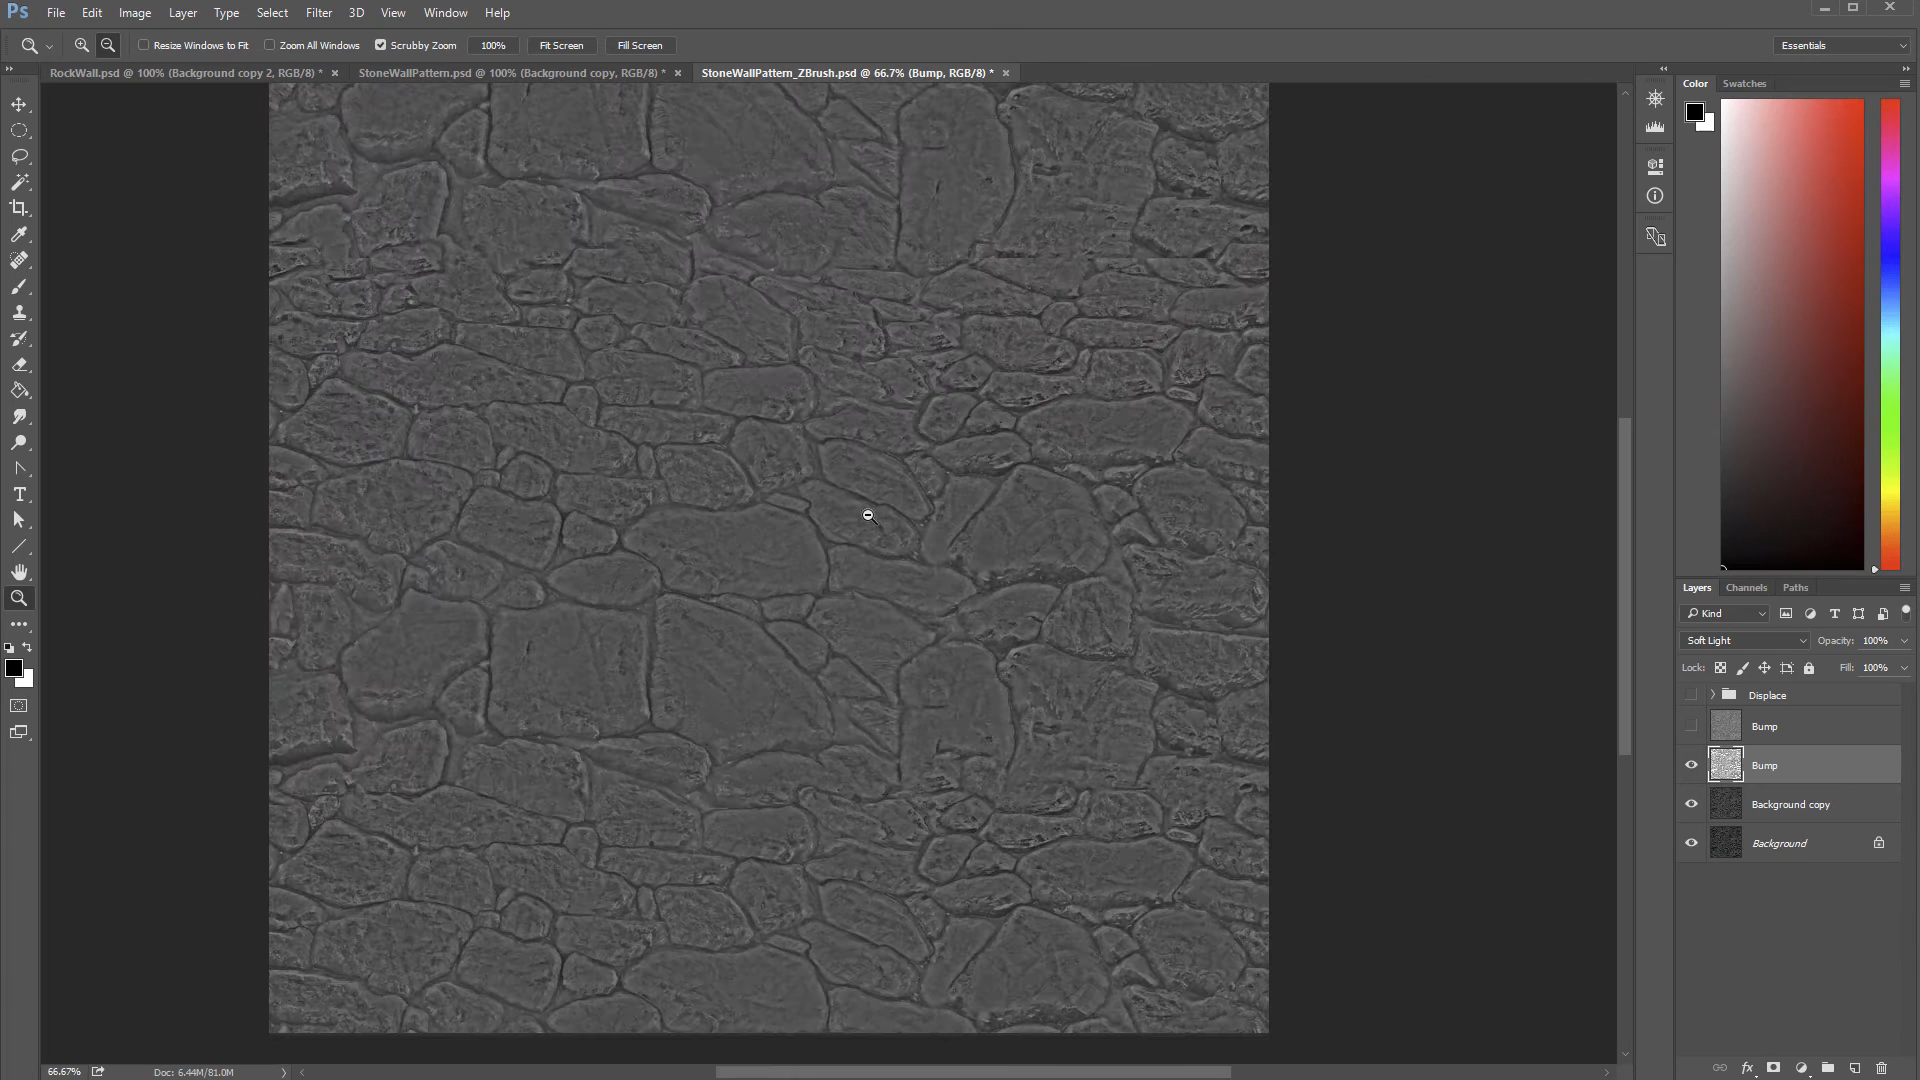 Ps File Edit Image Layer Type Select Filter 3D View Window Help
Resize Windows to Fit Zoom All Windows Scrubby Zoom 100% Fit Screen Fill Screen Essentials
RockWall.psd @ 100% (Background copy 2, RGB/8) * × StoneWallPattern.psd @ 100% (Background copy, RGB/8) * × StoneWallPattern_ZBrush.psd @ 66.7% (Bump, RGB/8) * ×
Color Swatches
Layers Channels Paths
Kind
Soft Light Opacity: 100%
Lock: Fill: 100%
Displace
Bump
Bump
Background copy
Background
fx
66.67% Doc: 6.44M/81.0M